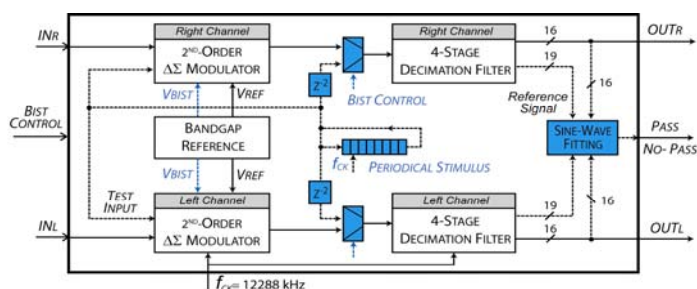 Right Channel
2ND-ORDER
ΔΣ MODULATOR
Right Channel
4-STAGE
DECIMATION FILTER
16
OUTR
19
INR
Z-2
BIST CONTROL
Reference
Signal
16
VBIST
VREF
BIST
CONTROL
BANDGAP
REFERENCE
fCK
PERIODICAL STIMULUS
SINE-WAVE
FITTING
PASS
NO-PASS
VBIST
VREF
TEST
INPUT
Z-2
Left Channel
2ND-ORDER
ΔΣ MODULATOR
Left Channel
4-STAGE
DECIMATION FILTER
19
16
16
INL
OUTL
fCK= 12288 kHz